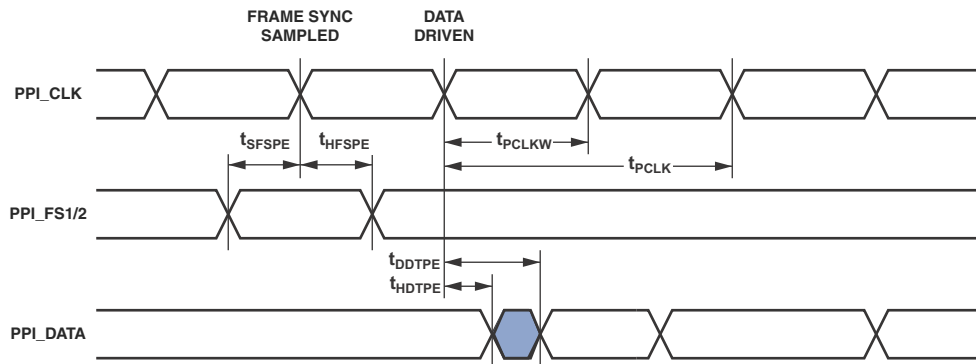 FRAME SYNC
SAMPLED
DATA
DRIVEN
PPI_CLK
tSFSPE
tHFSPE
tPCLKW
tPCLK
PPI_FS1/2
tDDTPE
tHDTPE
PPI_DATA